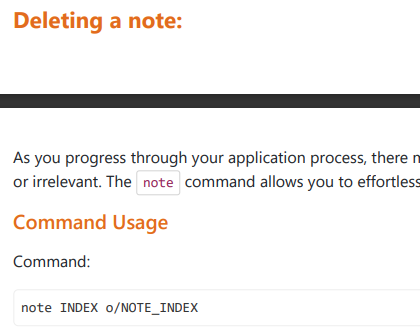 Deleting a note:
As you progress through your application process, there
or irrelevant. The note command allows you to
Command Usage
Command:
note INDEX o/NOTE_INDEX